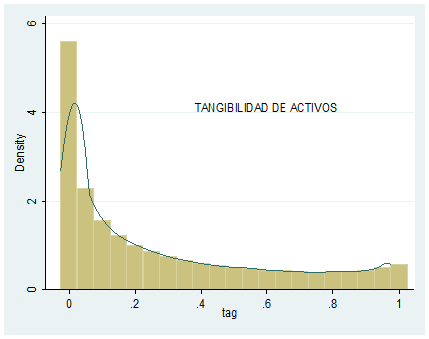 6
TANGIBILIDAD DE ACTIVOS
4
Density
2
0
0 .2 .4 .6 .8 1
tag